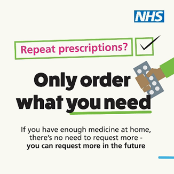 NHS
Repeat prescriptions?
Only order
what you need
If you have enough medicine at home,
there's no need to request more -
you can request more in the future